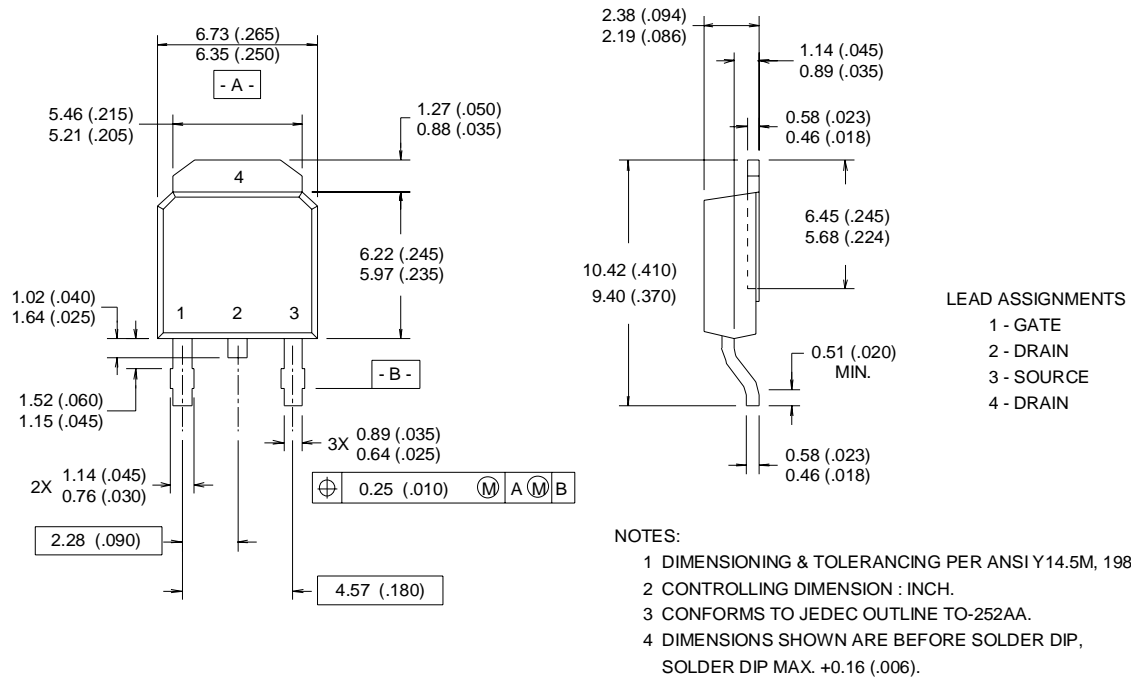 6.73 (.265)
6.35 (.250)
- A -
5.46 (.215)
5.21 (.205)
1.27 (.050)
0.88 (.035)
4
6.22 (.245)
5.97 (.235)
1.02 (.040)
1.64 (.025)
1 2 3
- B -
1.52 (.060)
1.15 (.045)
3X 0.89 (.035)
0.64 (.025)
2X 1.14 (.045)
0.76 (.030)
⌖ 0.25 (.010) Ⓜ A Ⓜ B
2.28 (.090)
4.57 (.180)
2.38 (.094)
2.19 (.086)
1.14 (.045)
0.89 (.035)
0.58 (.023)
0.46 (.018)
6.45 (.245)
5.68 (.224)
10.42 (.410)
9.40 (.370)
0.51 (.020)
MIN.
0.58 (.023)
0.46 (.018)
LEAD ASSIGNMENTS
1 - GATE
2 - DRAIN
3 - SOURCE
4 - DRAIN
NOTES:
1 DIMENSIONING & TOLERANCING PER ANSI Y14.5M, 198
2 CONTROLLING DIMENSION : INCH.
3 CONFORMS TO JEDEC OUTLINE TO-252AA.
4 DIMENSIONS SHOWN ARE BEFORE SOLDER DIP,
SOLDER DIP MAX. +0.16 (.006).